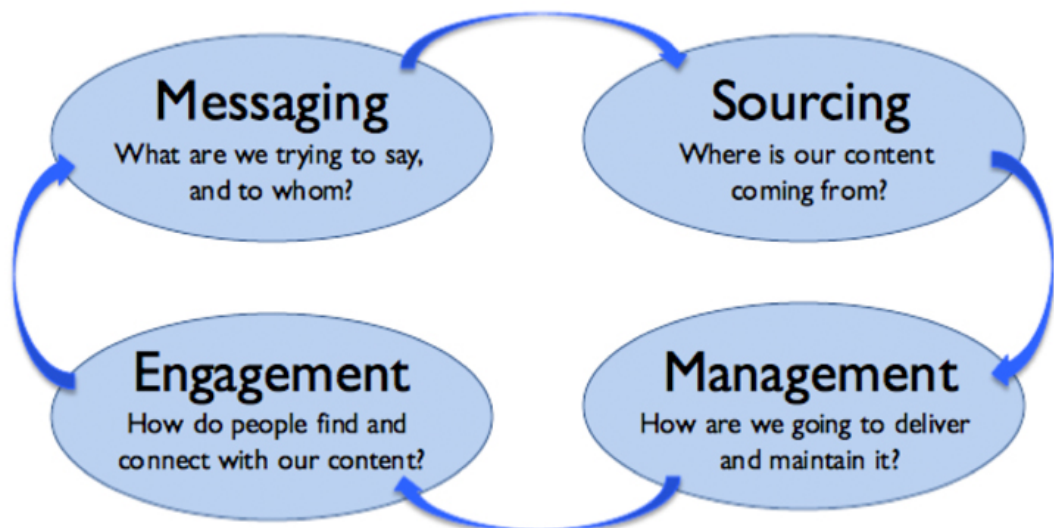 Messaging
What are we trying to say,
and to whom?
Sourcing
Where is our content
coming from?
Engagement
How do people find and
connect with our content?
Management
How are we going to deliver
and maintain it?